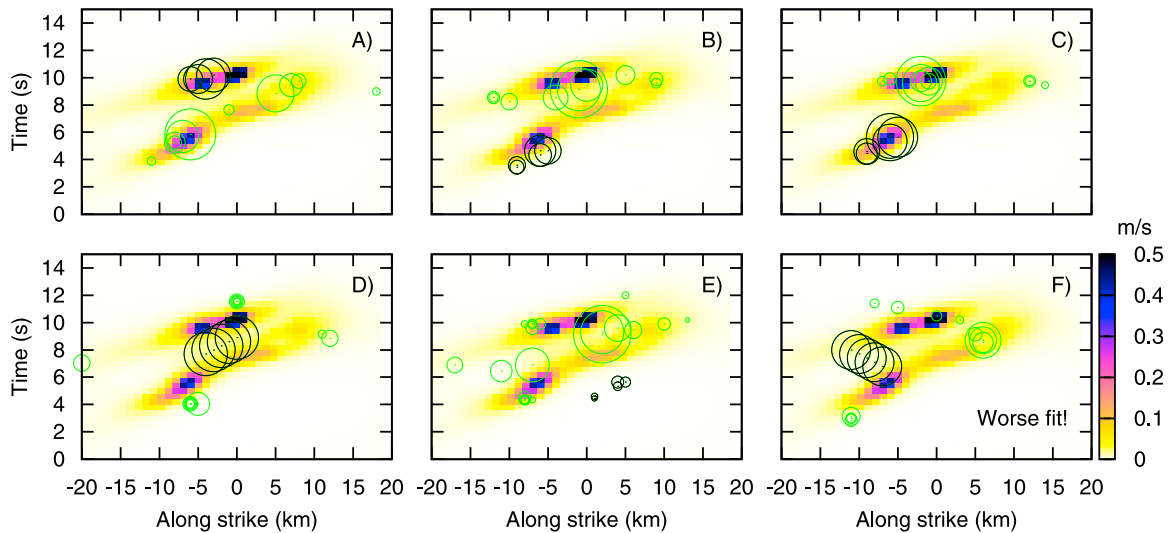 A)
B)
C)
Time (s)
14
12
10
8
6
4
2
0
m/s
D)
E)
F)
Time (s)
14
12
10
8
6
4
2
0
Worse fit!
0.5
0.4
0.3
0.2
0.1
0
-20 -15 -10 -5 0 5 10 15 20
-20 -15 -10 -5 0 5 10 15 20
-20 -15 -10 -5 0 5 10 15 20
Along strike (km)
Along strike (km)
Along strike (km)